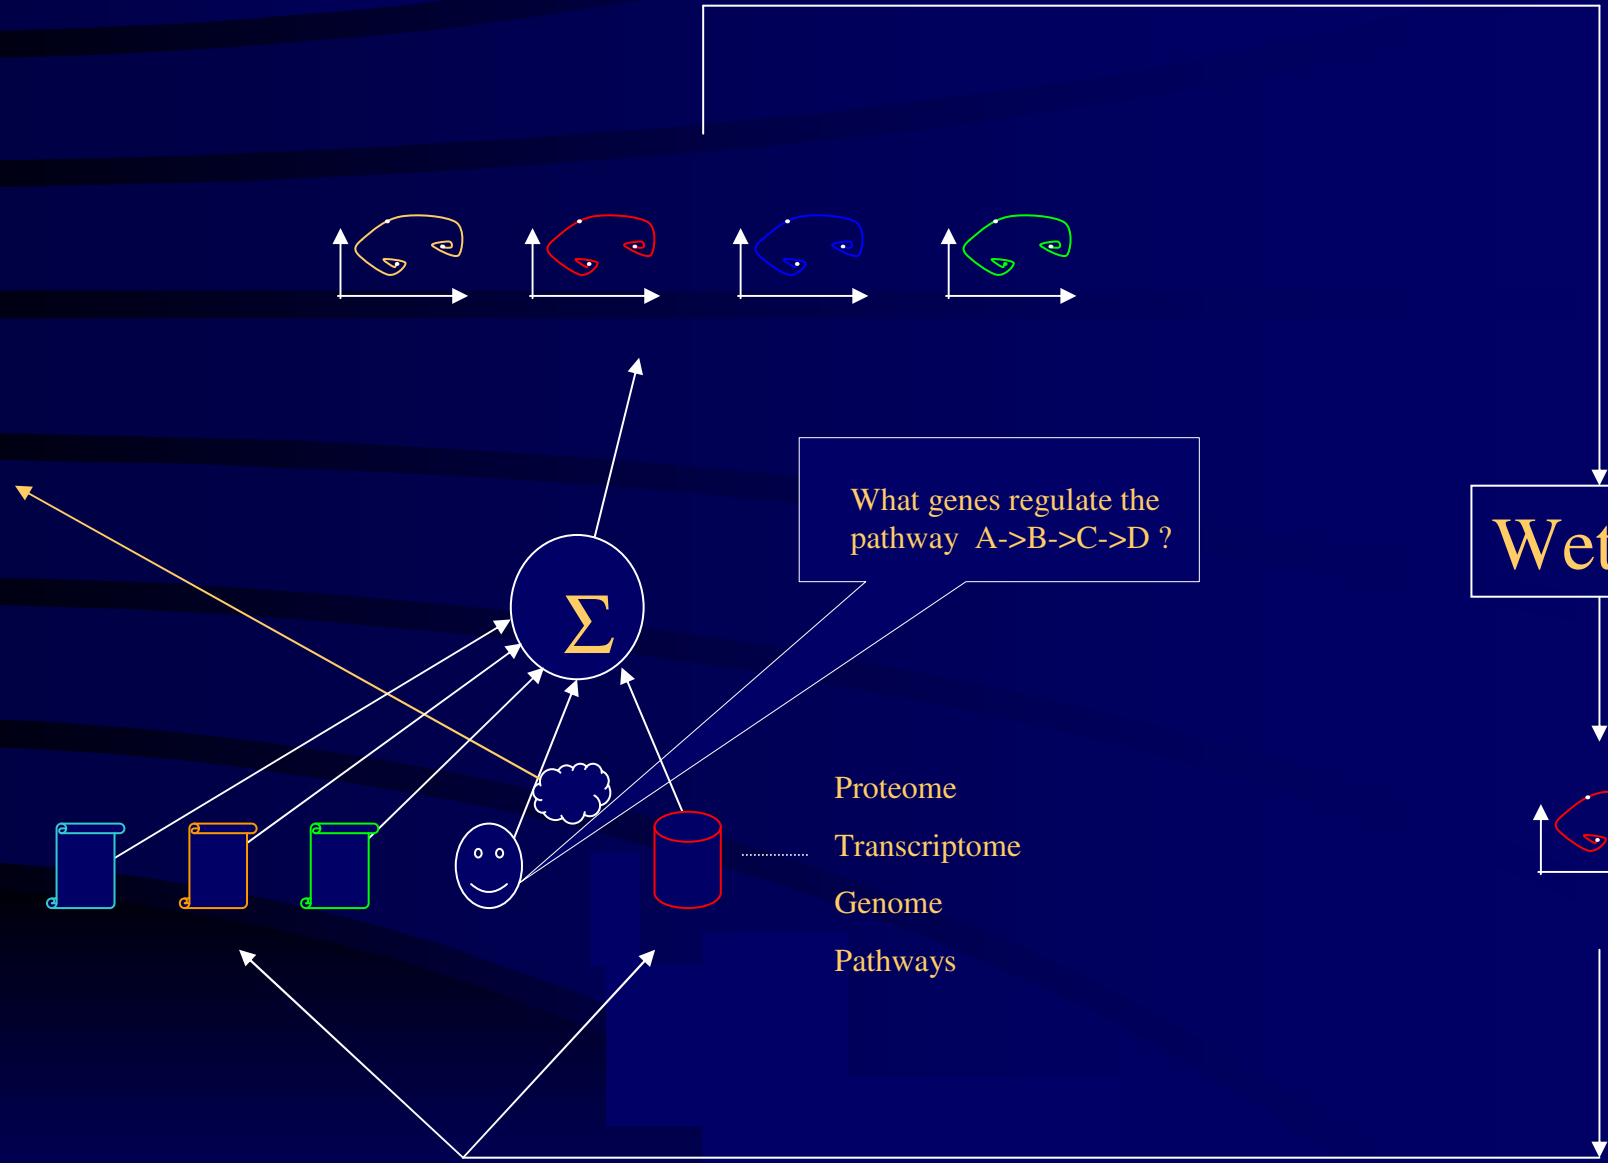 What genes regulate the
pathway A->B->C->D ?
Σ
Wet
Proteome
Transcriptome
Genome
Pathways